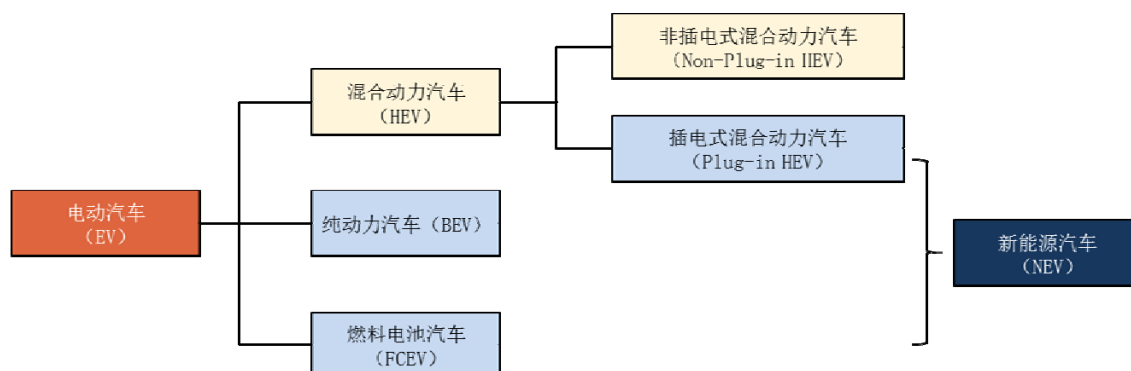 非插电式混合动力汽车
（Non-Plug-in HEV）
混合动力汽车
（HEV）
插电式混合动力汽车
（Plug-in HEV）
电动汽车
（EV）
纯动力汽车（BEV）
新能源汽车
（NEV）
燃料电池汽车
（FCEV）